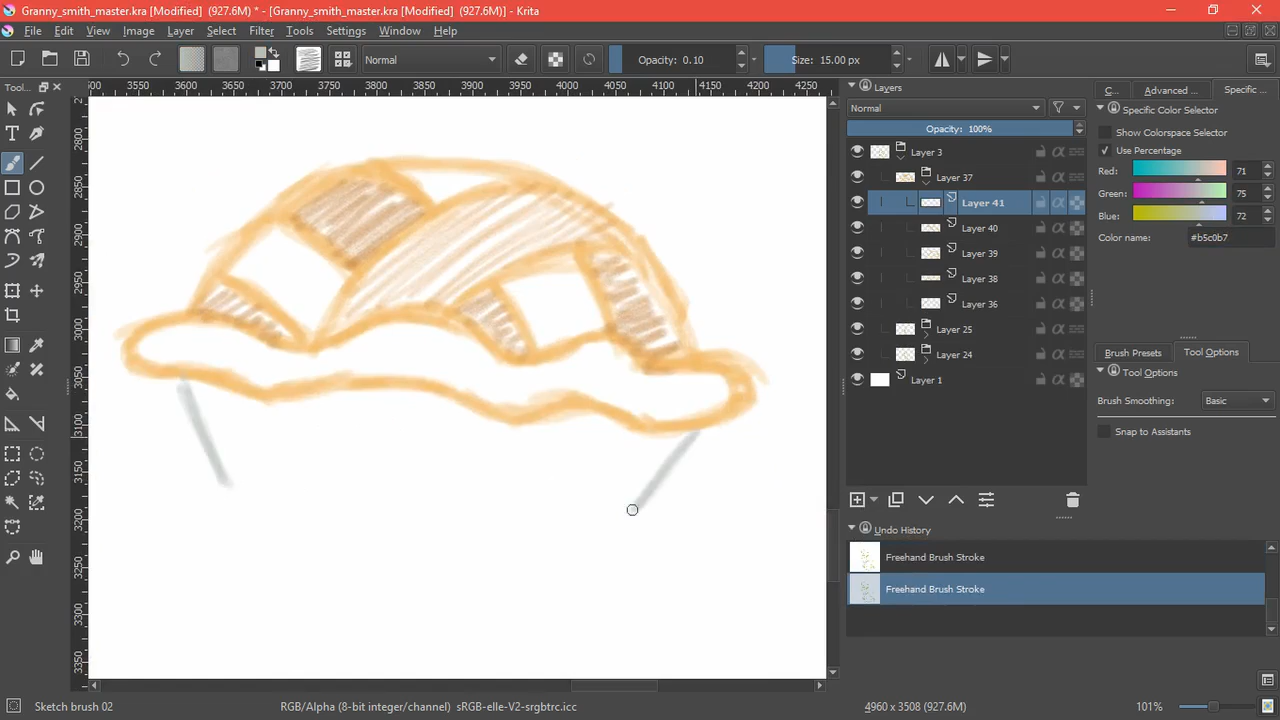 Granny_smith_master.kra [Modified]  (927.6M) * - [Granny_smith_master.kra [Modified]  (927.6M)] - Krita
File Edit View Image Layer Select Filter Tools Settings Window Help
Normal Opacity: 0.10 Size: 15.00 px
Tool...
3550 3600 3650 3700 3750 3800 3850 3900 3950 4000 4050 4100 4150 4200 4250
2800
2850
2900
2950
3000
3050
3100
3150
3200
3250
3300
3350
Layers
Normal
Opacity: 100%
Layer 3
Layer 37
Layer 41
Layer 40
Layer 39
Layer 38
Layer 36
Layer 25
Layer 24
Layer 1
Undo History
Freehand Brush Stroke
Freehand Brush Stroke
C... Advanced ... Specific ...
Specific Color Selector
Show Colorspace Selector
Use Percentage
Red: 71
Green: 75
Blue: 72
Color name: #b5c0b7
Brush Presets Tool Options
Tool Options
Brush Smoothing: Basic
Snap to Assistants
Sketch brush 02 RGB/Alpha (8-bit integer/channel)  sRGB-elle-V2-srgbtrc.icc 4960 x 3508 (927.6M) 101%